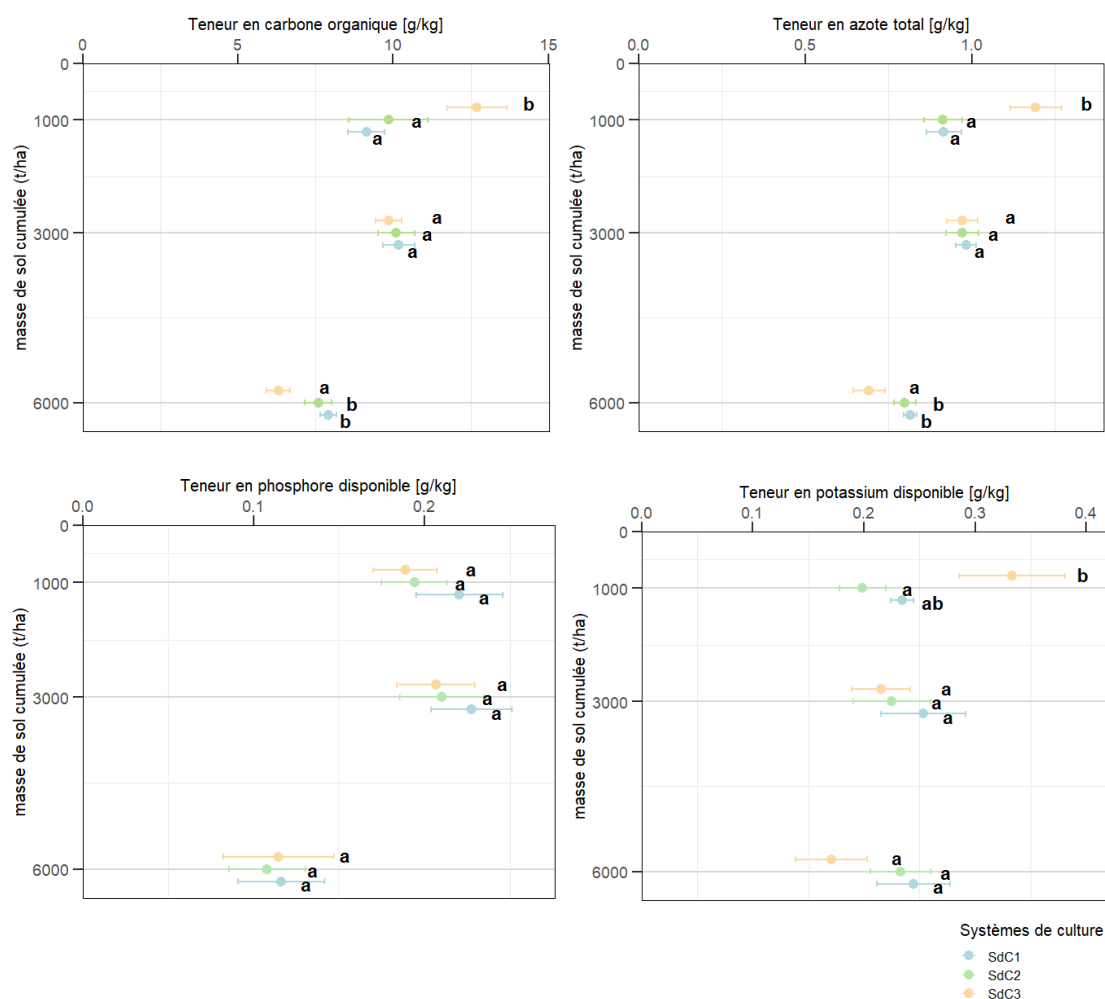 Teneur en carbone organique [g/kg]
0 5 10 15
masse de sol cumulée (t/ha)
0
b
1000
a
a
a
3000
a
a
a
6000
b
b
Teneur en azote total [g/kg]
0.0 0.5 1.0
masse de sol cumulée (t/ha)
0
b
1000
a
a
a
3000
a
a
a
6000
b
b
Teneur en phosphore disponible [g/kg]
0.0 0.1 0.2
masse de sol cumulée (t/ha)
0
a
1000
a
a
a
3000
a
a
a
6000
a
a
Teneur en potassium disponible [g/kg]
0.0 0.1 0.2 0.3 0.4
masse de sol cumulée (t/ha)
0
b
1000
a
ab
a
3000
a
a
a
6000
a
a
Systèmes de culture
SdC1
SdC2
SdC3